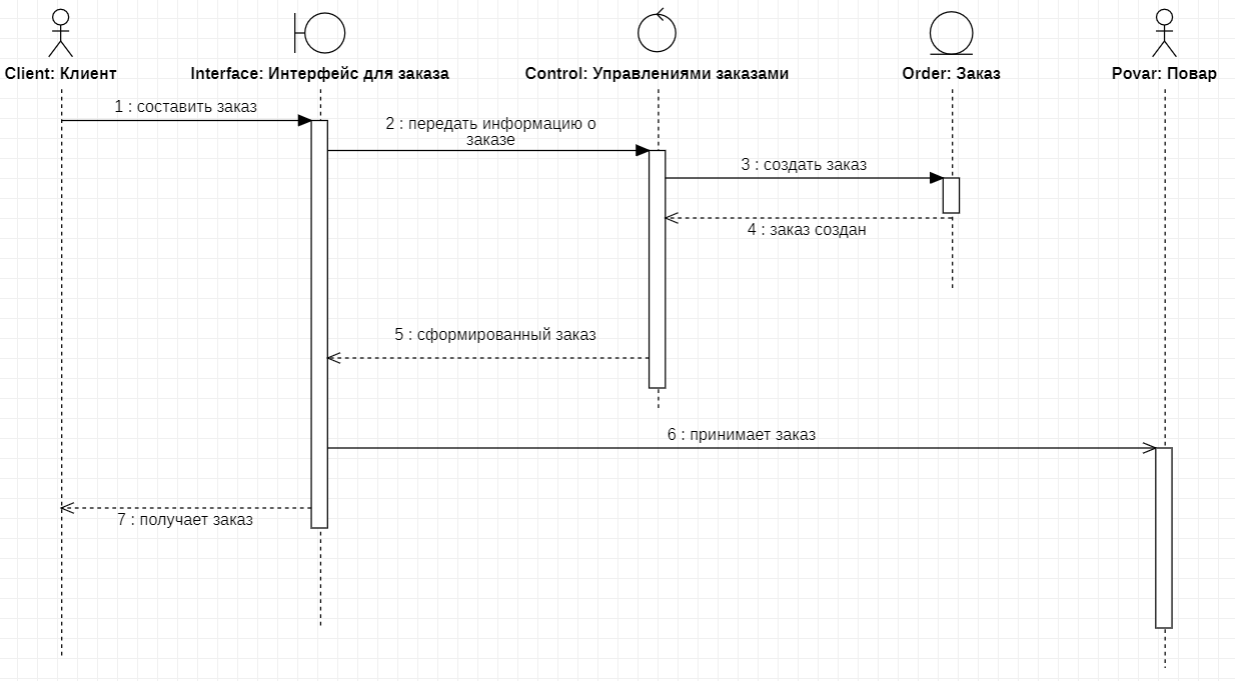 Client: Клиент
Interface: Интерфейс для заказа
Control: Управлениями заказами
Order: Заказ
Povar: Повар
1 : составить заказ
2 : передать информацию о
заказе
3 : создать заказ
4 : заказ создан
5 : сформированный заказ
6 : принимает заказ
7 : получает заказ